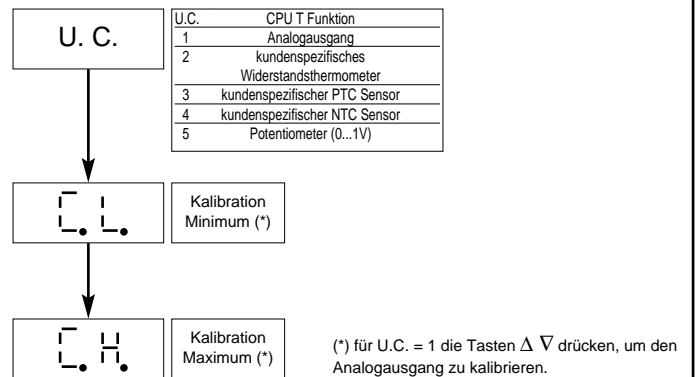 U. C.
U.C. CPU T Funktion
1 Analogausgang
2 kundenspezifisches
Widerstandsthermometer
3 kundenspezifischer PTC Sensor
4 kundenspezifischer NTC Sensor
5 Potentiometer (0...1V)
C. L.
Kalibration
Minimum (*)
C. H.
Kalibration
Maximum (*)
(*) für U.C. = 1 die Tasten Δ ∇ drücken, um den
Analogausgang zu kalibrieren.